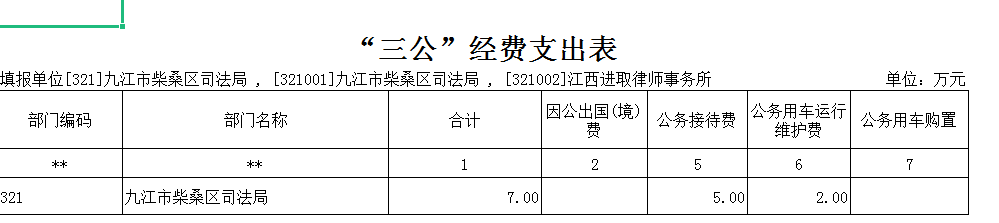 “三公”经费支出表
填报单位[321]九江市柴桑区司法局 , [321001]九江市柴桑区司法局 , [321002]江西进取律师事务所 单位：万元
部门编码 部门名称 合计 因公出国(境)费 公务接待费 公务用车运行维护费 公务用车购置
** ** 1 2 5 6 7
321 九江市柴桑区司法局 7.00 5.00 2.00